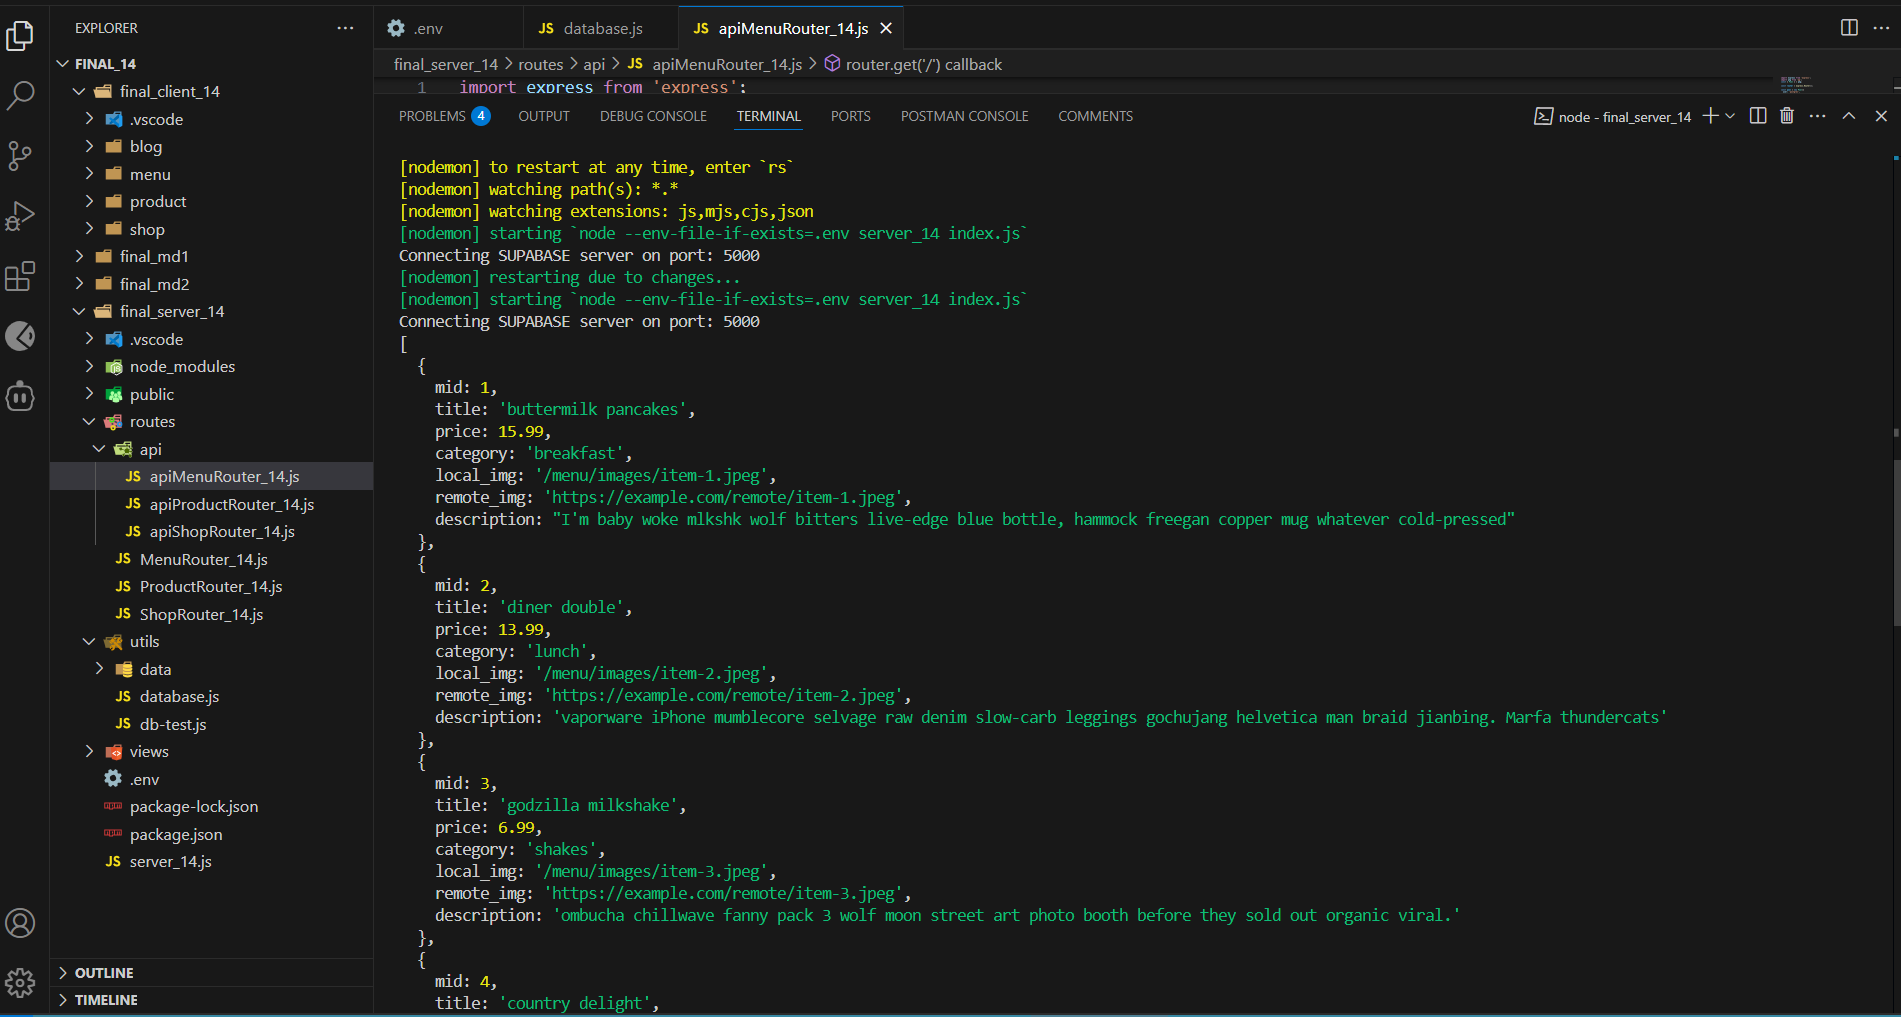 EXPLORER
FINAL_14
final_client_14
.vscode
blog
menu
product
shop
final_md1
final_md2
final_server_14
.vscode
node_modules
public
routes
api
apiMenuRouter_14.js
apiProductRouter_14.js
apiShopRouter_14.js
MenuRouter_14.js
ProductRouter_14.js
ShopRouter_14.js
utils
data
database.js
db-test.js
views
.env
package-lock.json
package.json
server_14.js
OUTLINE
TIMELINE
.env
database.js
apiMenuRouter_14.js
final_server_14 > routes > api > JS apiMenuRouter_14.js > router.get('/') callback
1 import express from 'express';
PROBLEMS 4 OUTPUT DEBUG CONSOLE TERMINAL PORTS POSTMAN CONSOLE COMMENTS
node - final_server_14
[nodemon] to restart at any time, enter `rs`
[nodemon] watching path(s): *.*
[nodemon] watching extensions: js,mjs,cjs,json
[nodemon] starting `node --env-file-if-exists=.env server_14 index.js`
Connecting SUPABASE server on port: 5000
[nodemon] restarting due to changes...
[nodemon] starting `node --env-file-if-exists=.env server_14 index.js`
Connecting SUPABASE server on port: 5000
[
{
mid: 1,
title: 'buttermilk pancakes',
price: 15.99,
category: 'breakfast',
local_img: '/menu/images/item-1.jpeg',
remote_img: 'https://example.com/remote/item-1.jpeg',
description: "I'm baby woke mlkshk wolf bitters live-edge blue bottle, hammock freegan copper mug whatever cold-pressed"
},
{
mid: 2,
title: 'diner double',
price: 13.99,
category: 'lunch',
local_img: '/menu/images/item-2.jpeg',
remote_img: 'https://example.com/remote/item-2.jpeg',
description: 'vaporware iPhone mumblecore selvage raw denim slow-carb leggings gochujang helvetica man braid jianbing. Marfa thundercats'
},
{
mid: 3,
title: 'godzilla milkshake',
price: 6.99,
category: 'shakes',
local_img: '/menu/images/item-3.jpeg',
remote_img: 'https://example.com/remote/item-3.jpeg',
description: 'ombucha chillwave fanny pack 3 wolf moon street art photo booth before they sold out organic viral.'
},
{
mid: 4,
title: 'country delight',